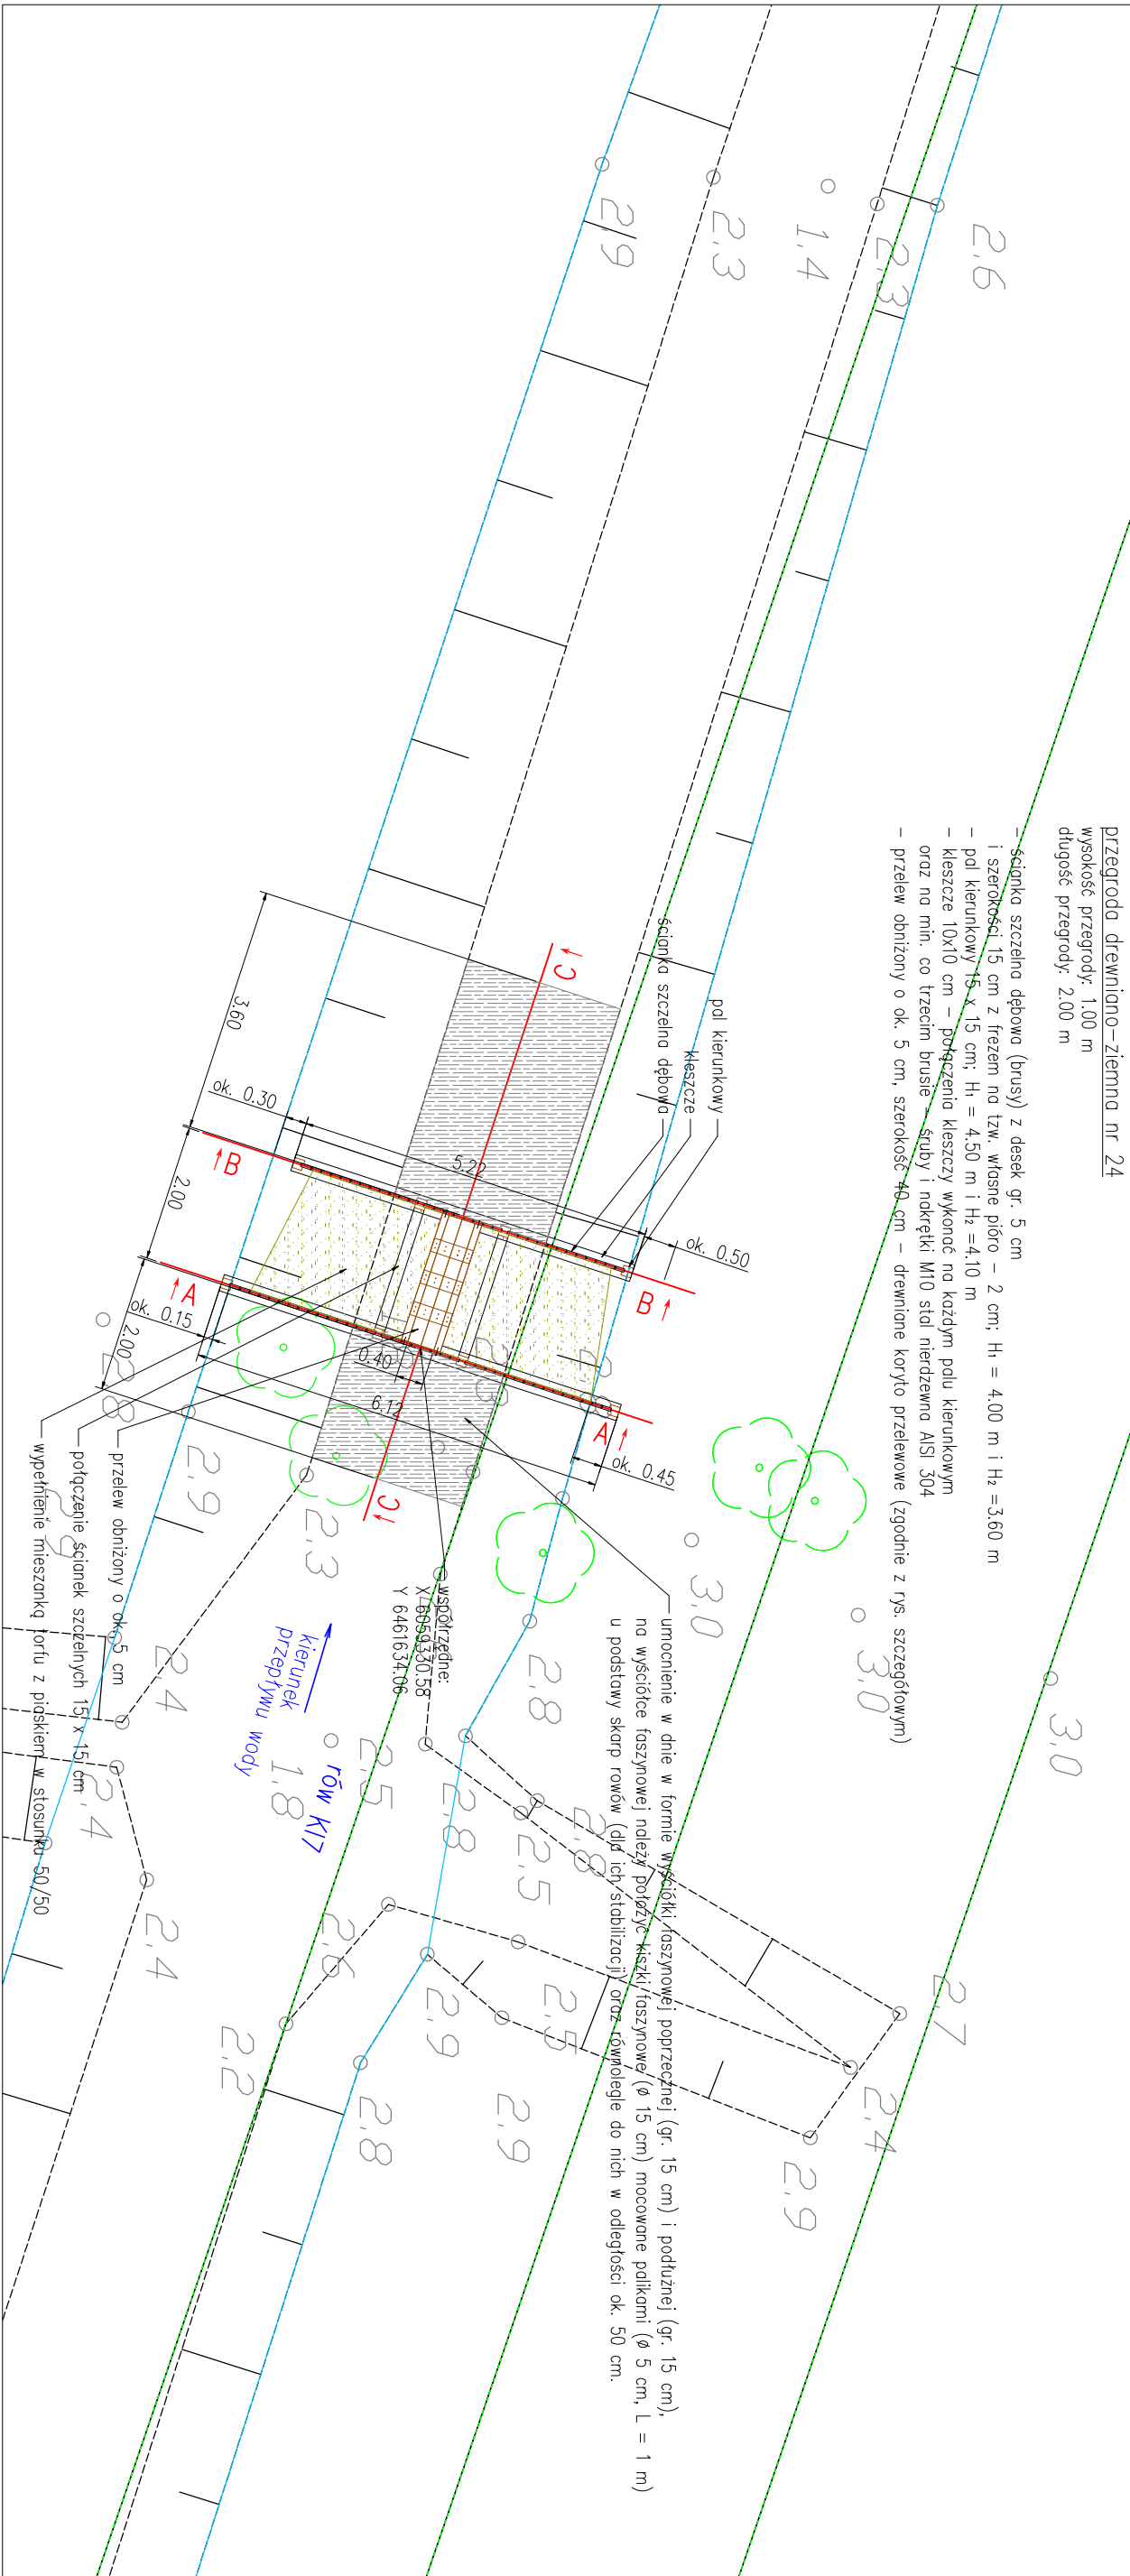 przegroda drewniano-ziemna nr 24
wysokość przegrody: 1.00 m
długość przegrody: 2.00 m
- ścianka szczelna dębowa (brusy) z desek gr. 5 cm
i szerokości 15 cm z frezem na tzw. własne pióro - 2 cm; H₁ = 4.00 m i H₂ =3.60 m
- pal kierunkowy 15 x 15 cm; H₁ = 4.50 m i H₂ =4.10 m
- kleszcze 10x10 cm - połączenia kleszczy wykonać na każdym palu kierunkowym
oraz na min. co trzecim brusie - śruby i nakrętki M10 stal nierdzewna AISI 304
- przelew obniżony o ok. 5 cm, szerokość 40 cm - drewniane koryto przelewowe (zgodnie z rys. szczegółowym)
2.6
2.3
1.4
2.3
2.9
pal kierunkowy
kleszcze
ścianka szczelna dębowa
C
3.60
ok. 0.30
5.22
ok. 0.50
B
B
2.00
A
A
ok. 0.15
2.00
0.40
6.12
ok. 0.45
C
umocnienie w dnie w formie wyściółki faszynowej poprzecznej (gr. 15 cm) i podłużnej (gr. 15 cm),
na wyściółce faszynowej należy położyć kiszki faszynowe (ø 15 cm) mocowane palikami (ø 5 cm, L = 1 m)
u podstawy skarp rowów (dla ich stabilizacji) oraz równolegle do nich w odległości ok. 50 cm.
współrzędne:
X 6059330.58
Y 6461634.06
kierunek
przepływu wody
rów K17
przelew obniżony o ok. 5 cm
połączenie ścianek szczelnych 15 x 15 cm
wypełnienie mieszanką torfu z piaskiem w stosunku 50/50
3.0
3.0
3.0
2.8
2.9
2.3
2.4
2.4
2.4
2.5
1.8
2.8
2.8
2.8
2.5
2.5
2.6
2.2
2.9
2.9
2.8
2.7
2.4
2.9